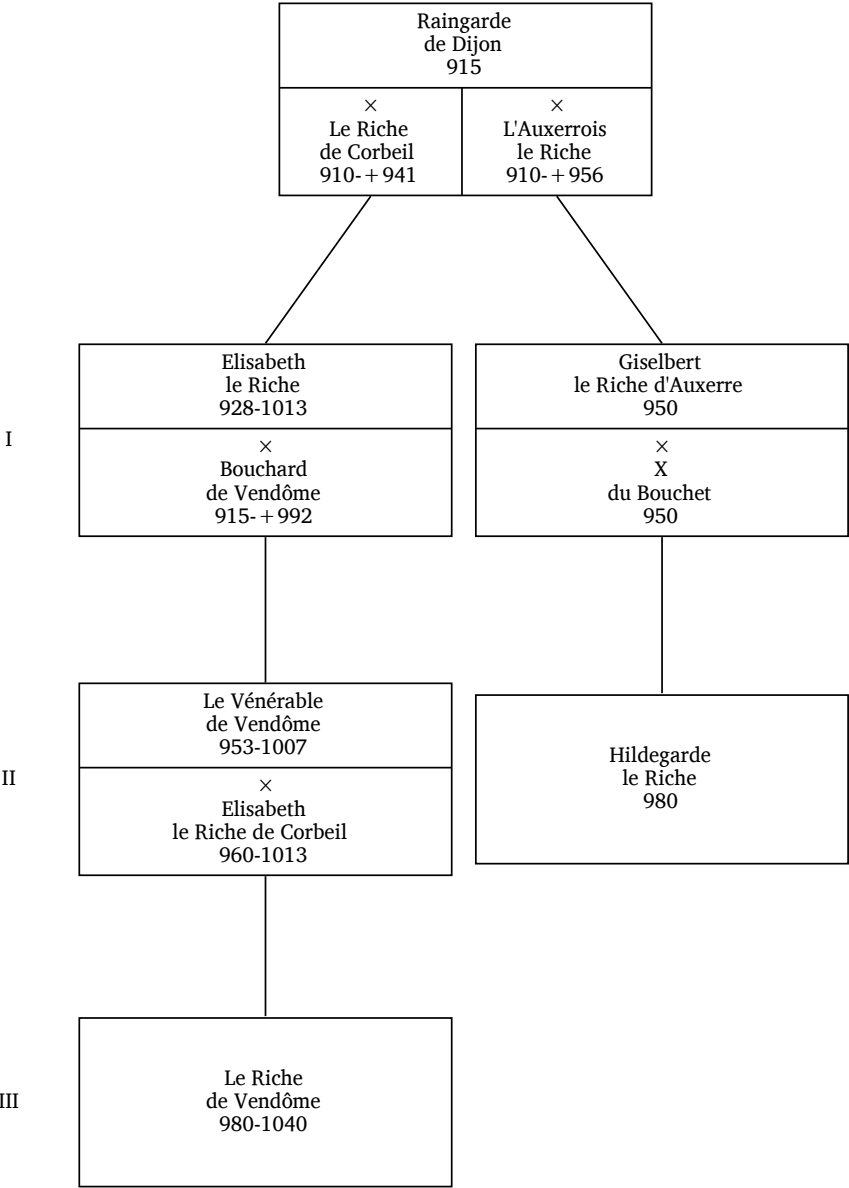 Raingarde
de Dijon
915
×
Le Riche
de Corbeil
910-+941
×
L'Auxerrois
le Riche
910-+956
I
Elisabeth
le Riche
928-1013
×
Bouchard
de Vendôme
915-+992
Giselbert
le Riche d'Auxerre
950
×
X
du Bouchet
950
II
Le Vénérable
de Vendôme
953-1007
×
Elisabeth
le Riche de Corbeil
960-1013
Hildegarde
le Riche
980
III
Le Riche
de Vendôme
980-1040